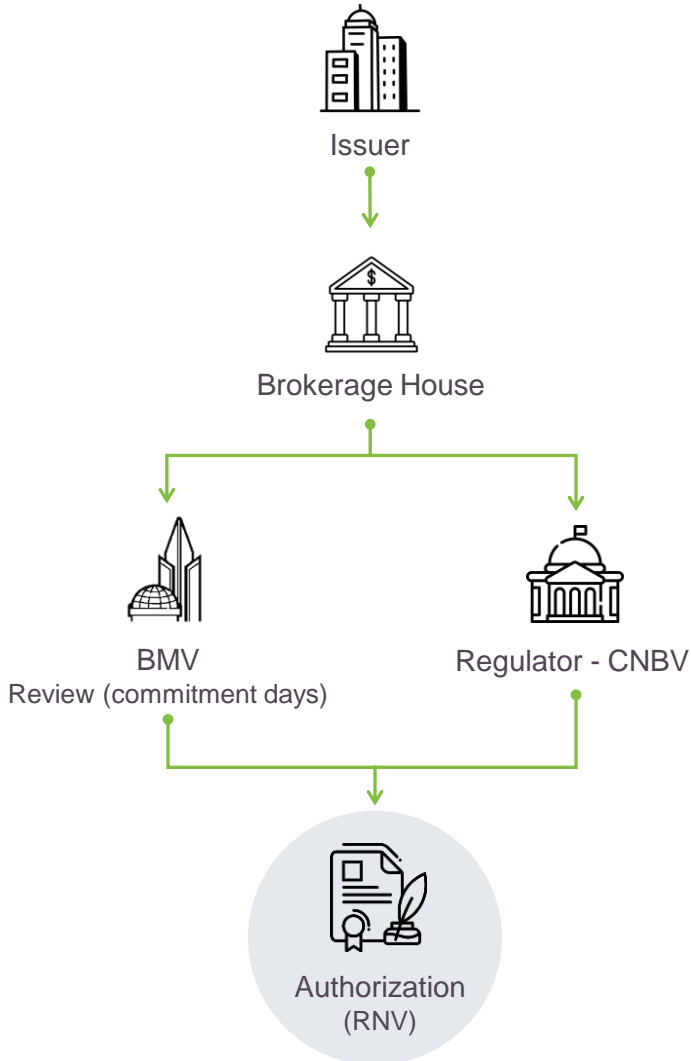 Issuer
$
Brokerage House
BMV
Review (commitment days)
Regulator - CNBV
Authorization
(RNV)